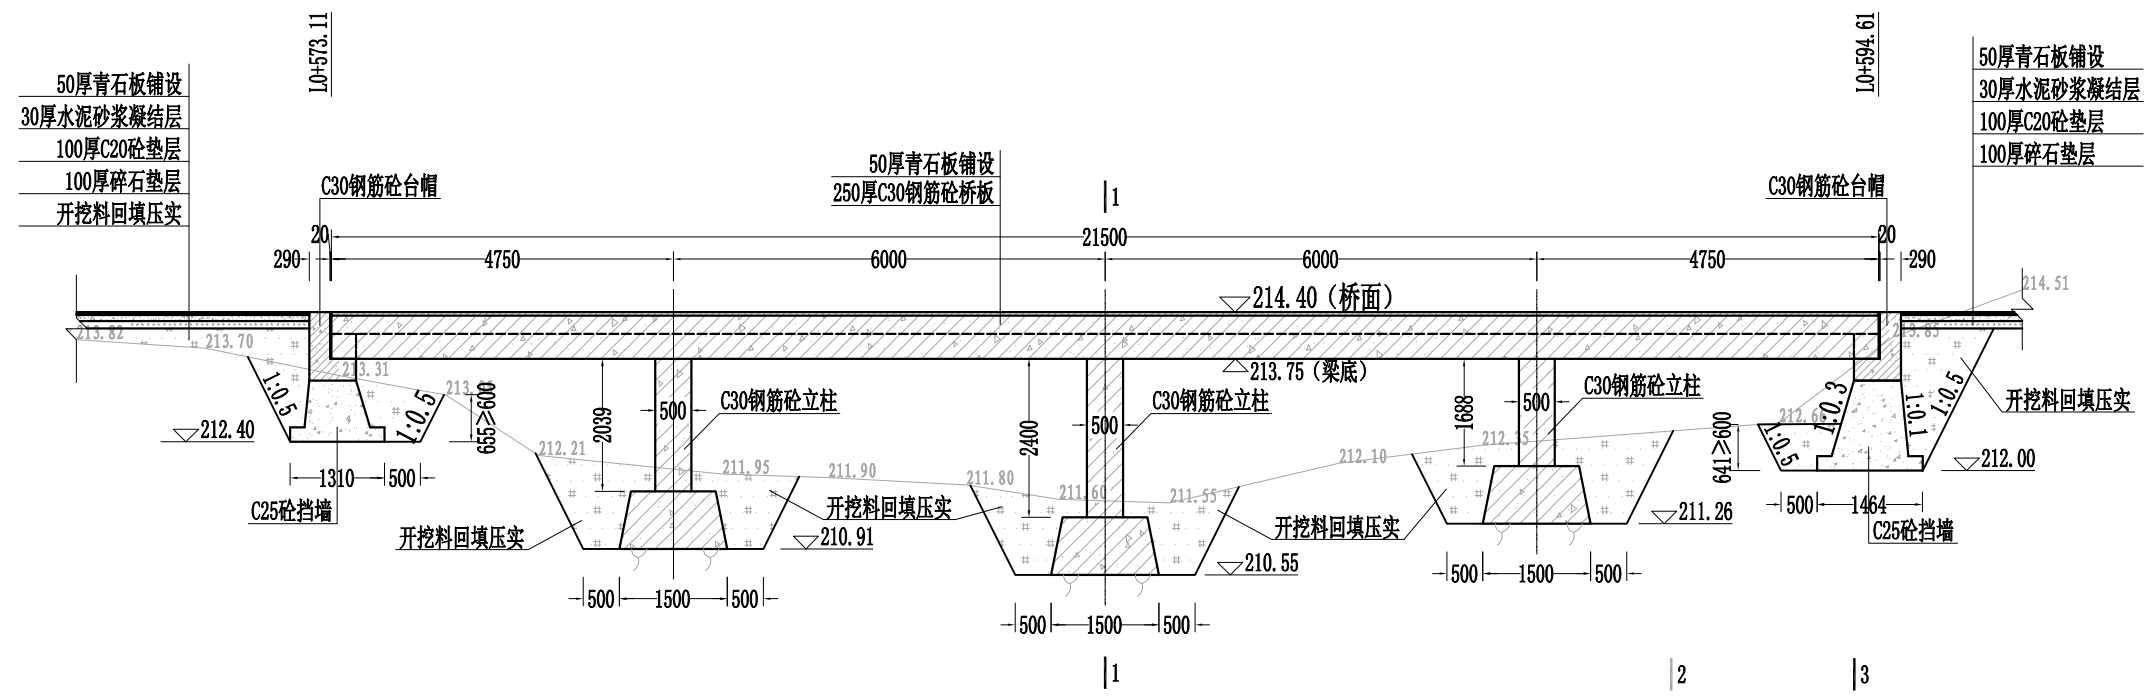 L0+573.11
L0+594.61
50厚青石板铺设
30厚水泥砂浆凝结层
100厚C20砼垫层
100厚碎石垫层
开挖料回填压实
50厚青石板铺设
30厚水泥砂浆凝结层
100厚C20砼垫层
100厚碎石垫层
C30钢筋砼台帽
50厚青石板铺设
250厚C30钢筋砼桥板
1
C30钢筋砼台帽
20
21500
20
290
4750
6000
6000
4750
290
214.40（桥面）
214.51
213.82
213.70
213.31
213.85
213.75（梁底）
1:0.5
1:0.5
655≥600
212.40
1310
500
C25砼挡墙
212.21
2039
500
C30钢筋砼立柱
211.95
211.90
211.80
2400
500
C30钢筋砼立柱
211.60
211.55
212.10
1688
500
C30钢筋砼立柱
212.35
641≥600
1:0.5
1:0.3
1:0.1
1:0.5
开挖料回填压实
212.00
500
1464
C25砼挡墙
开挖料回填压实
开挖料回填压实
开挖料回填压实
210.91
210.55
211.26
500
1500
500
500
1500
500
500
1500
500
1
2
3